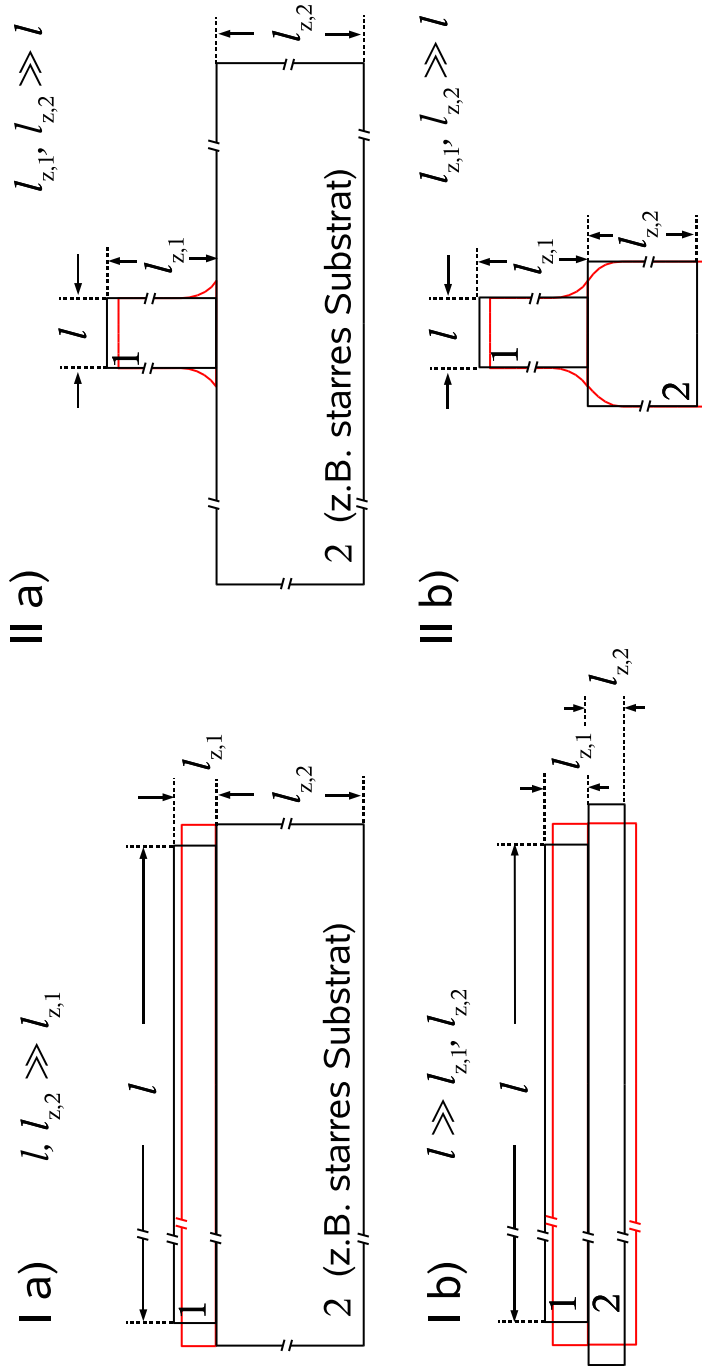 I a)
l, l_z,2 ≫ l_z,1
l
l_z,1
1
l_z,2
2 (z.B. starres Substrat)
II a)
l_z,1, l_z,2 ≫ l
l
l_z,1
1
l_z,2
2 (z.B. starres Substrat)
I b)
l ≫ l_z,1, l_z,2
l
l_z,1
1
l_z,2
2
II b)
l_z,1, l_z,2 ≫ l
l
l_z,1
1
l_z,2
2